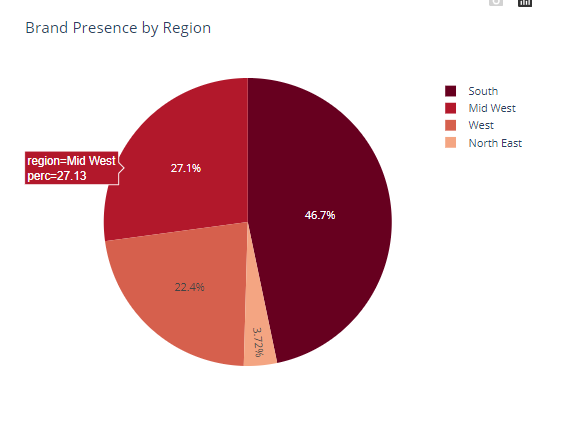 Brand Presence by Region
South
Mid West
West
North East
region=Mid West
perc=27.13
27.1%
46.7%
22.4%
3.72%